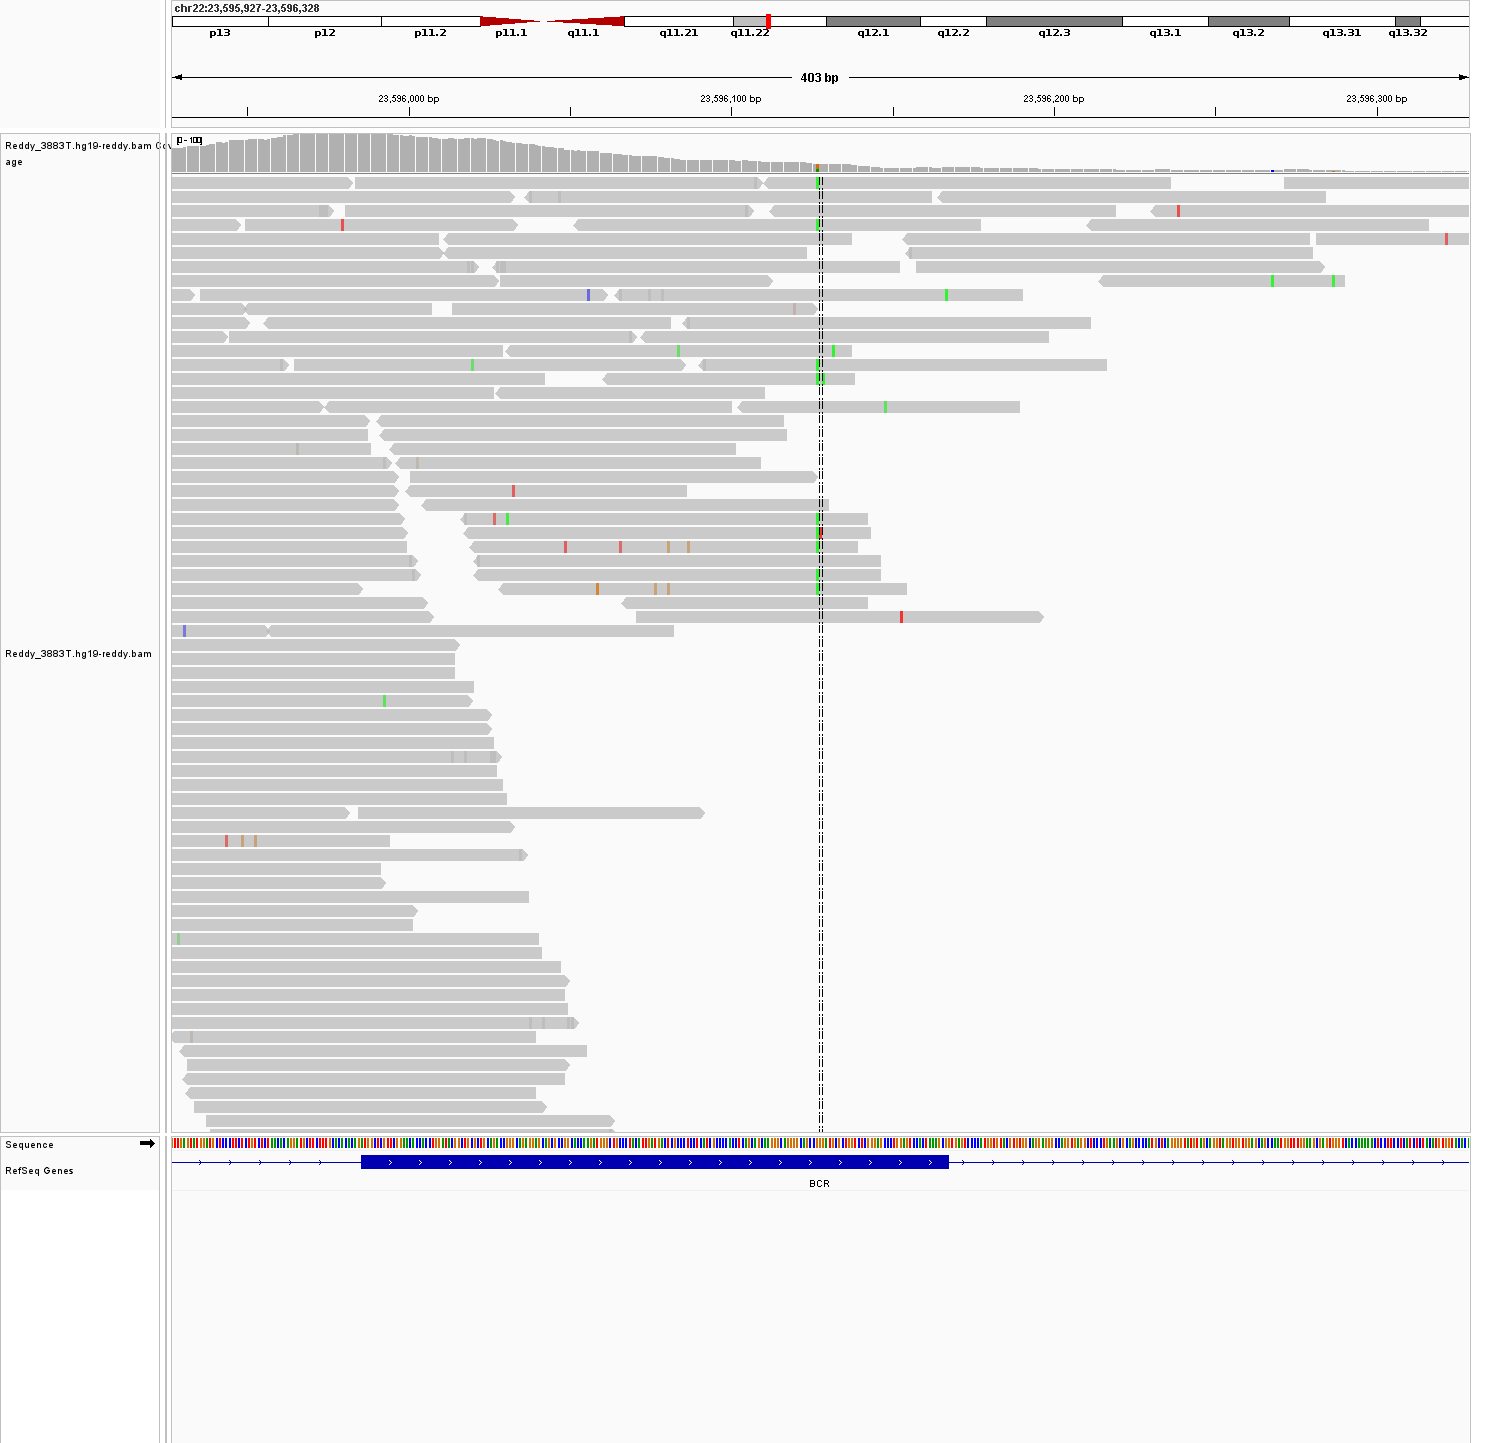 chr22:23,595,927-23,596,328
p13 p12 p11.2 p11.1 q11.1 q11.21 q11.22 q12.1 q12.2 q12.3 q13.1 q13.2 q13.31 q13.32
403 bp
23,596,000 bp 23,596,100 bp 23,596,200 bp 23,596,300 bp
Reddy_3883T.hg19-reddy.bam Cov
age
[0 - 100]
Reddy_3883T.hg19-reddy.bam
Sequence
RefSeq Genes
BCR